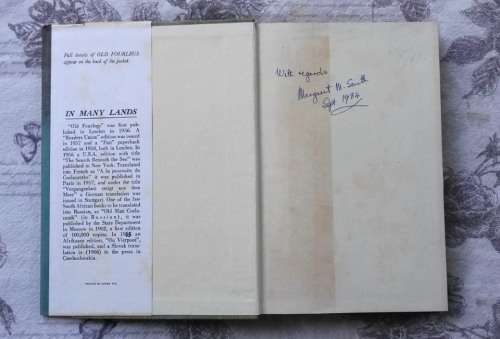 Full details of OLD FOURLEGS
appear on the back of the jacket.
IN MANY LANDS
"Old Fourlegs" was first pub-
lished in London in 1956. A
"Readers Union" edition was issued
in 1957 and a "Pan" paperback
edition in 1958, both in London. In
1956 a U.S.A. edition with title
"The Search Beneath the Sea" was
published in New York. Translated
into French as "A la poursuite du
Coelacanthe" it was published in
Paris in 1957, and under the title
"Vergangenheit steigt aus dem
Meer" a German translation was
issued in Stuttgart. One of the few
South African books to be translated
into Russian, as "Old Man Coela-
canth" (in Russian), it was
published by the State Department
in Moscow in 1962, a first edition
of 100,000 copies. In
Afrikaans edition, "Ou Vierpoot",
was published, and a Slovak trans-
lation is (1966) in the press in
Czechoslovakia.
With regards
Margaret M. Smith
Sept. 1984